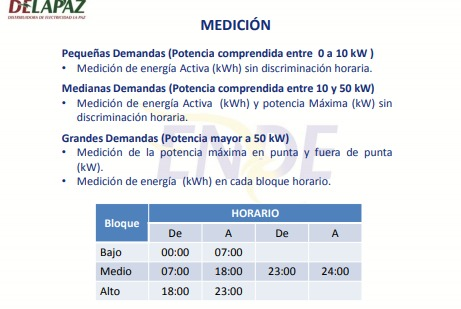 DELAPAZ
DISTRIBUIDORA DE ELECTRICIDAD LA PAZ
MEDICIÓN
Pequeñas Demandas (Potencia comprendida entre 0 a 10 kW )
• Medición de energía Activa (kWh) sin discriminación horaria.
Medianas Demandas (Potencia comprendida entre 10 y 50 kW)
• Medición de energía Activa (kWh) y potencia Máxima (kW) sin
discriminación horaria.
Grandes Demandas (Potencia mayor a 50 kW)
• Medición de la potencia máxima en punta y fuera de punta
(kW).
• Medición de energía (kWh) en cada bloque horario.
ENDE
Bloque HORARIO
De A De A
Bajo 00:00 07:00
Medio 07:00 18:00 23:00 24:00
Alto 18:00 23:00